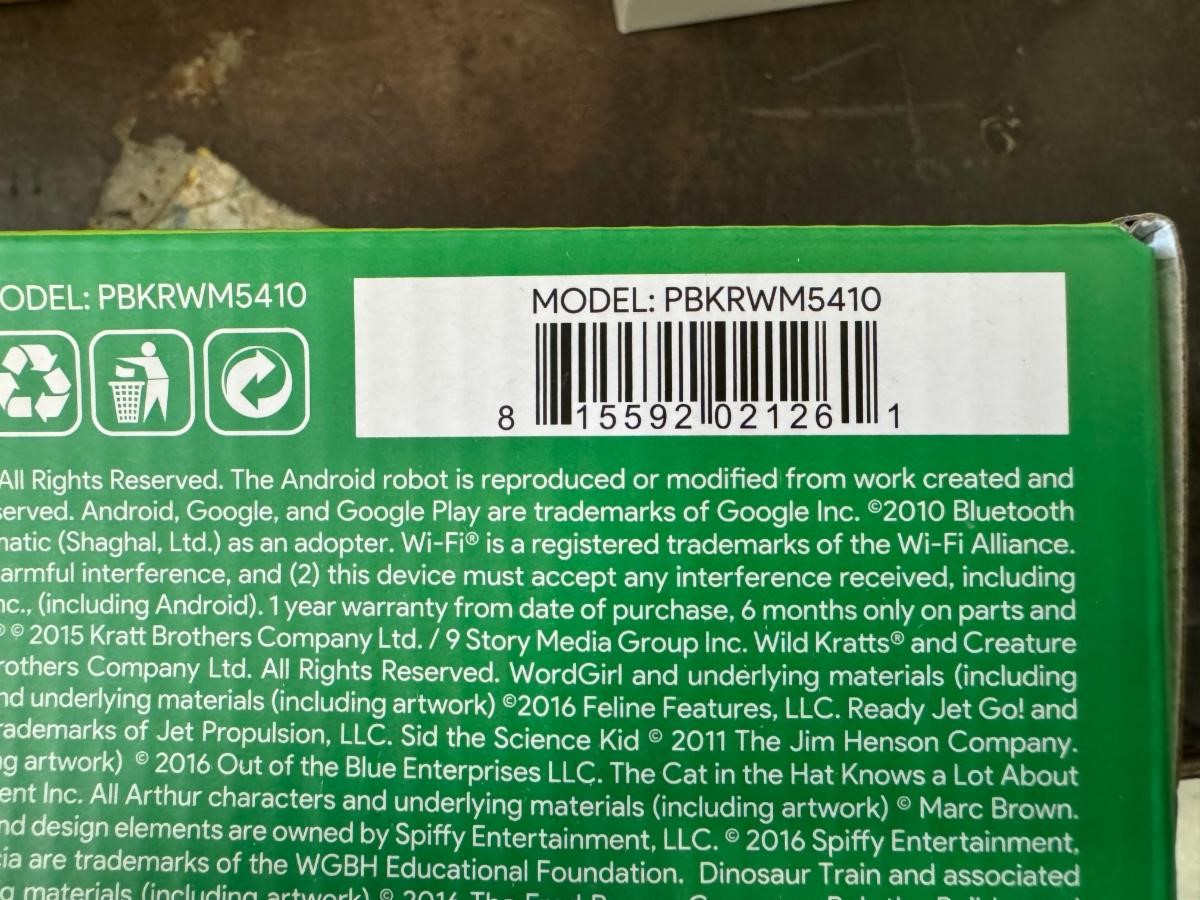 ODEL: PBKRWM5410
MODEL: PBKRWM5410
8 15592 02126 1
All Rights Reserved. The Android robot is reproduced or modified from work created and
served. Android, Google, and Google Play are trademarks of Google Inc. ©2010 Bluetooth
matic (Shaghal, Ltd.) as an adopter. Wi-Fi® is a registered trademarks of the Wi-Fi Alliance.
armful interference, and (2) this device must accept any interference received, including
nc., (including Android). 1 year warranty from date of purchase, 6 months only on parts and
® © 2015 Kratt Brothers Company Ltd. / 9 Story Media Group Inc. Wild Kratts® and Creature
rothers Company Ltd. All Rights Reserved. WordGirl and underlying materials (including
nd underlying materials (including artwork) ©2016 Feline Features, LLC. Ready Jet Go! and
rademarks of Jet Propulsion, LLC. Sid the Science Kid © 2011 The Jim Henson Company.
ng artwork) © 2016 Out of the Blue Enterprises LLC. The Cat in the Hat Knows a Lot About
ent Inc. All Arthur characters and underlying materials (including artwork) © Marc Brown.
nd design elements are owned by Spiffy Entertainment, LLC. © 2016 Spiffy Entertainment,
cia are trademarks of the WGBH Educational Foundation. Dinosaur Train and associated
g materials (including artwork) © 2016 The